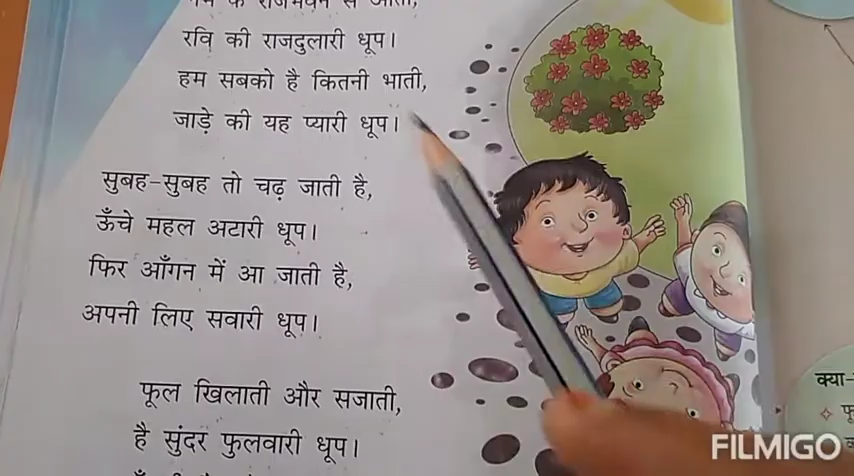 रवि की राजदुलारी धूप।
हम सबको है कितनी भाती,
जाड़े की यह प्यारी धूप।
सुबह-सुबह तो चढ़ जाती है,
ऊँचे महल अटारी धूप।
फिर आँगन में आ जाती है,
अपनी लिए सवारी धूप।
फूल खिलाती और सजाती,
है सुंदर फुलवारी धूप।
क्या-
FILMIGO